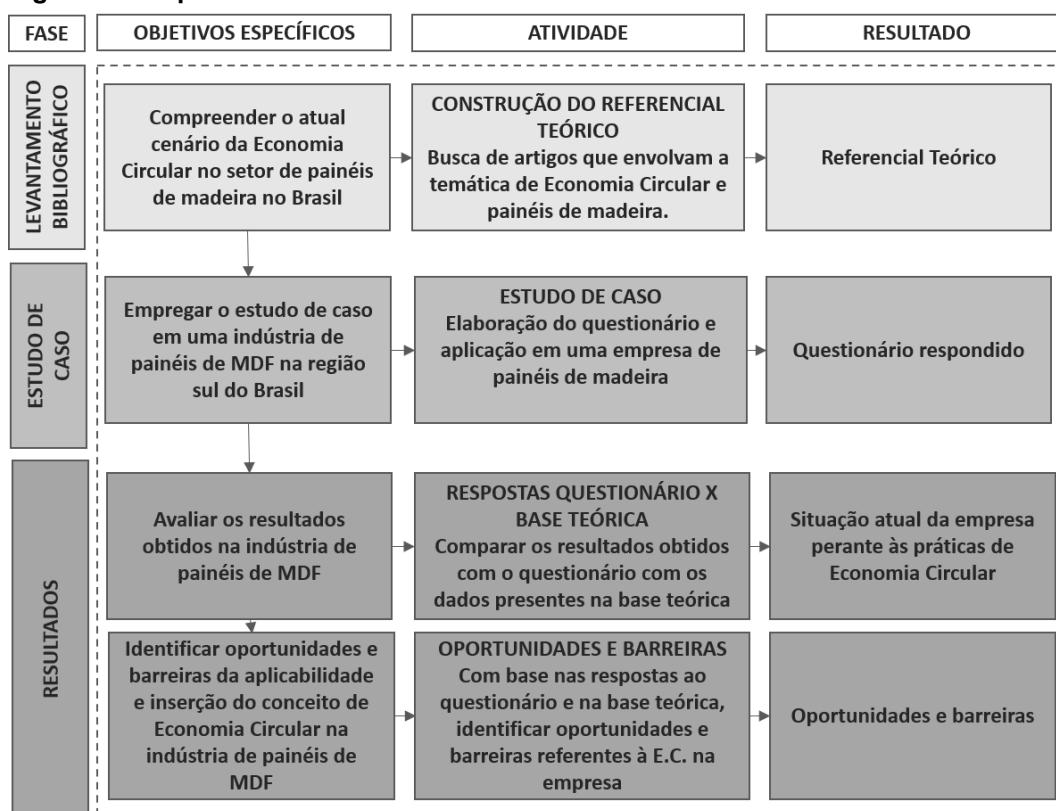 FASE
OBJETIVOS ESPECÍFICOS
ATIVIDADE
RESULTADO
LEVANTAMENTO
BIBLIOGRÁFICO
Compreender o atual
cenário da Economia
Circular no setor de painéis
de madeira no Brasil
CONSTRUÇÃO DO REFERENCIAL
TEÓRICO
Busca de artigos que envolvam a
temática de Economia Circular e
painéis de madeira.
Referencial Teórico
ESTUDO DE
CASO
Empregar o estudo de caso
em uma indústria de
painéis de MDF na região
sul do Brasil
ESTUDO DE CASO
Elaboração do questionário e
aplicação em uma empresa de
painéis de madeira
Questionário respondido
RESULTADOS
Avaliar os resultados
obtidos na indústria de
painéis de MDF
RESPOSTAS QUESTIONÁRIO X
BASE TEÓRICA
Comparar os resultados obtidos
com o questionário com os
dados presentes na base teórica
Situação atual da empresa
perante às práticas de
Economia Circular
Identificar oportunidades e
barreiras da aplicabilidade
e inserção do conceito de
Economia Circular na
indústria de painéis de
MDF
OPORTUNIDADES E BARREIRAS
Com base nas respostas ao
questionário e na base teórica,
identificar oportunidades e
barreiras referentes à E.C. na
empresa
Oportunidades e barreiras